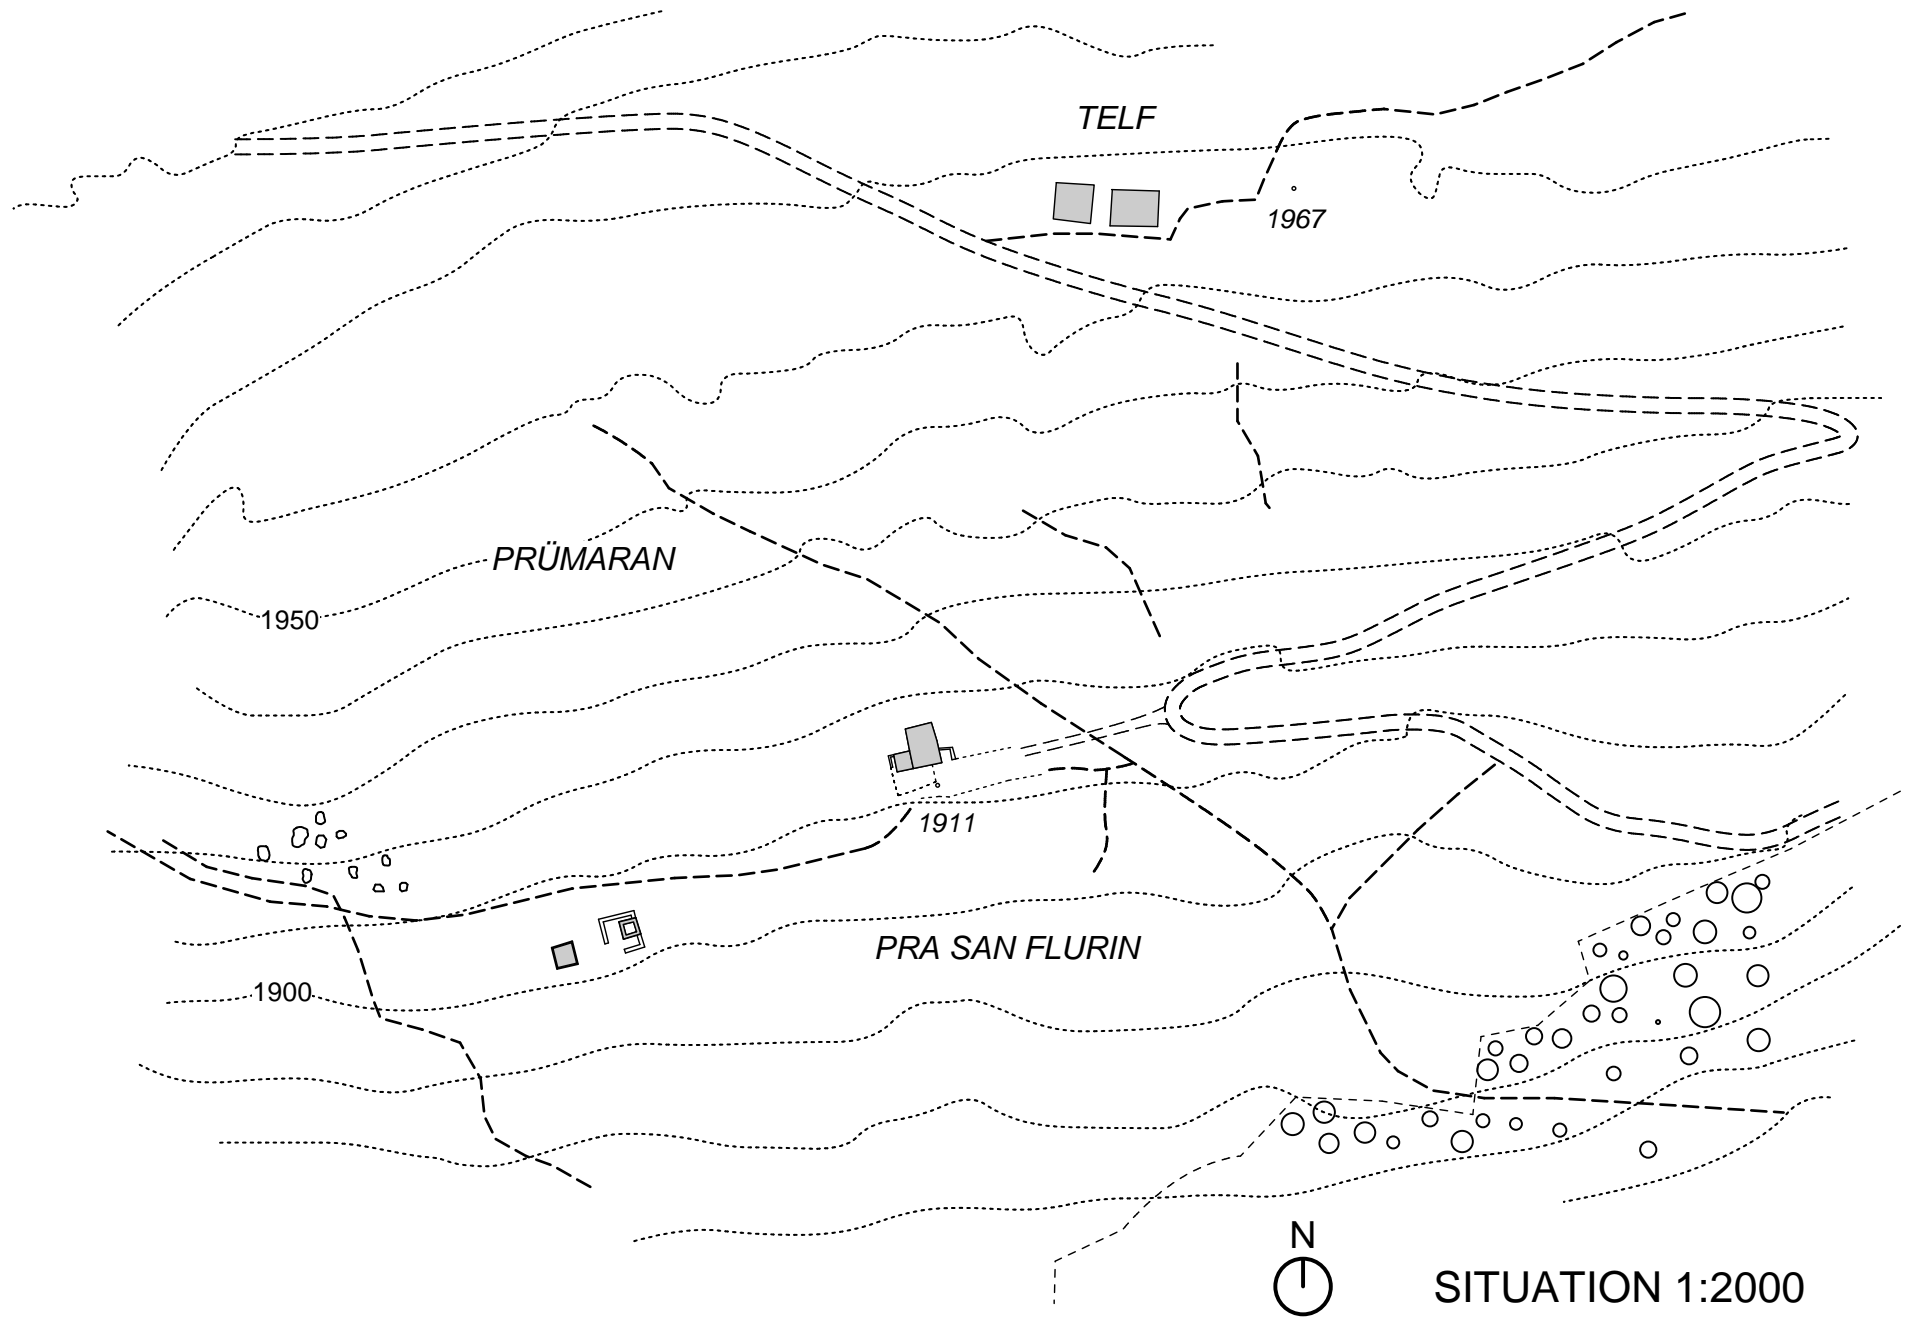 TELF
1967
PRÜMARAN
1950
1911
PRA SAN FLURIN
1900
N
SITUATION 1:2000